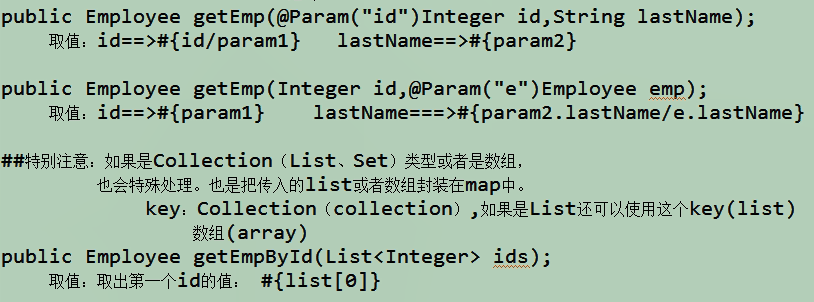 public Employee getEmp(@Param("id")Integer id,String lastName);
取值：id==>#{id/param1}   lastName==>#{param2}
public Employee getEmp(Integer id,@Param("e")Employee emp);
取值：id==>#{param1}    lastName===>#{param2.lastName/e.lastName}
##特别注意：如果是Collection（List、Set）类型或者是数组，
也会特殊处理。也是把传入的list或者数组封装在map中。
key：Collection（collection）,如果是List还可以使用这个key(list)
数组(array)
public Employee getEmpById(List<Integer> ids);
取值：取出第一个id的值： #{list[0]}